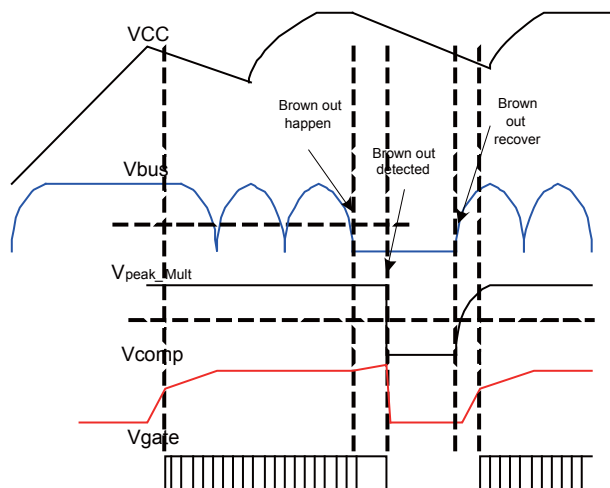 VCC
Brown out
happen
Brown
out
recover
Brown out
detected
Vbus
Vpeak_Mult
Vcomp
Vgate